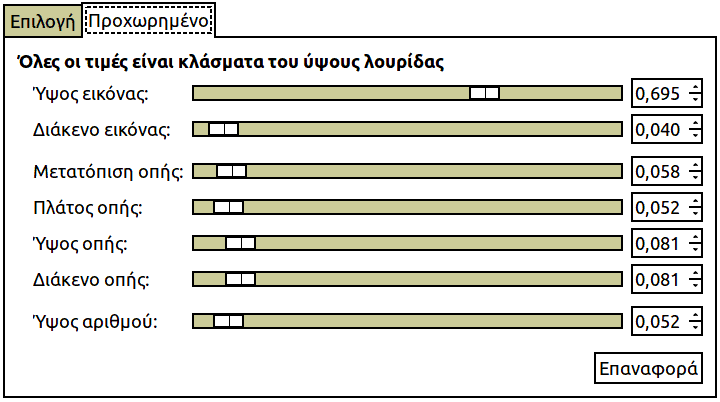 Επιλογή Προχωρημένο
Όλες οι τιμές είναι κλάσματα του ύψους λουρίδας
Ύψος εικόνας: 0,695
Διάκενο εικόνας: 0,040
Μετατόπιση οπής: 0,058
Πλάτος οπής: 0,052
Ύψος οπής: 0,081
Διάκενο οπής: 0,081
Ύψος αριθμού: 0,052
Επαναφορά